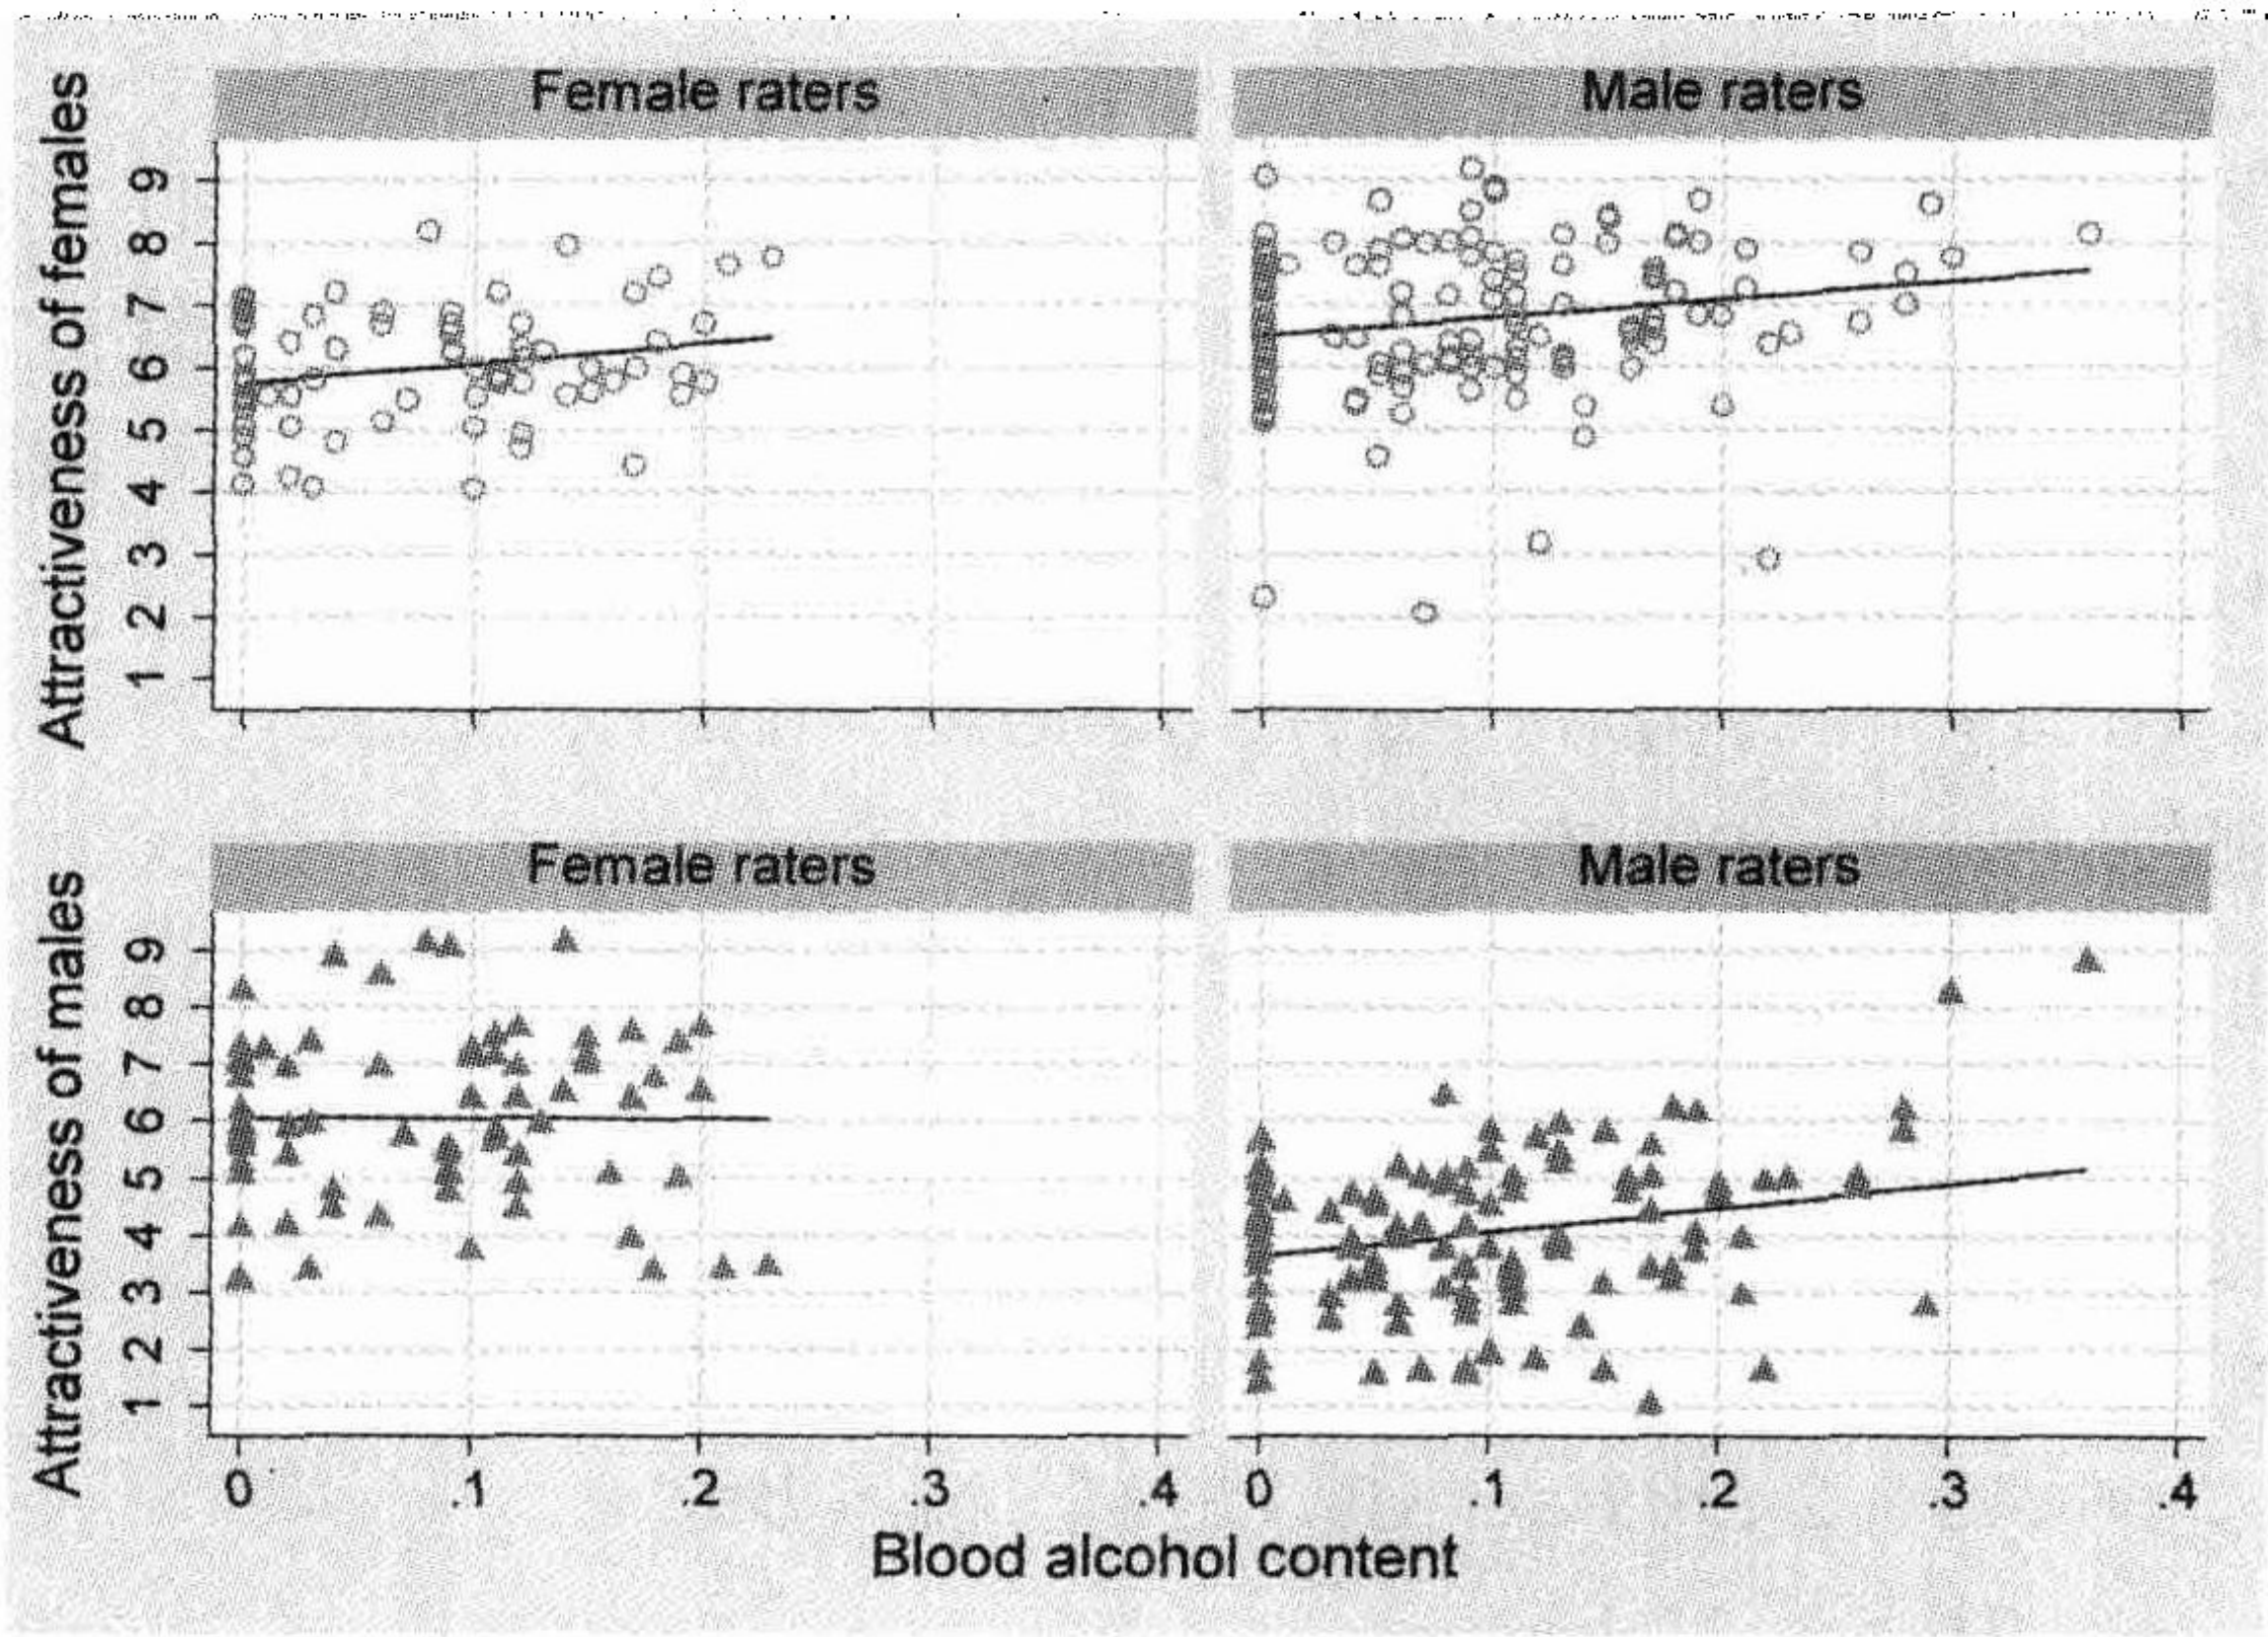 Female raters
Male raters
Attractiveness of females
9
8
7
6
5
4
3
2
1
Female raters
Male raters
Attractiveness of males
9
8
7
6
5
4
3
2
1
0 .1 .2 .3 .4
0 .1 .2 .3 .4
Blood alcohol content